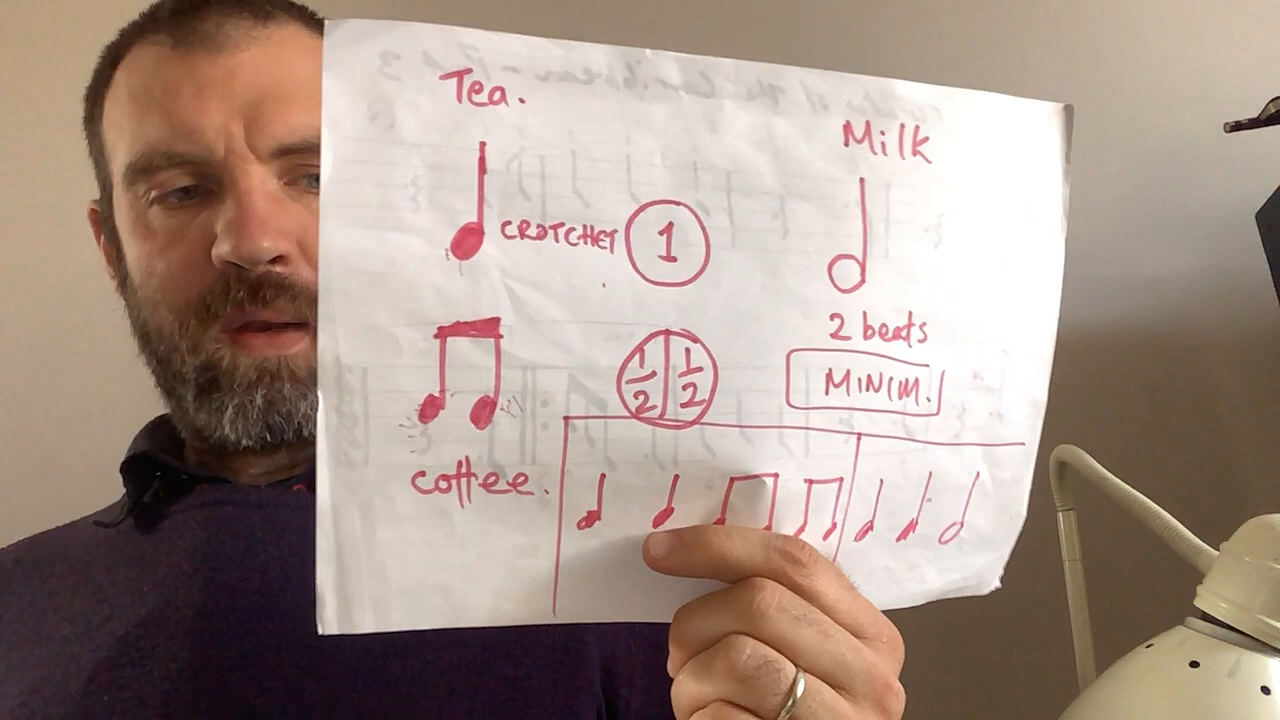 Tea.
Milk
CROTCHET 1
2 beats
1/2 1/2
MINIM.
coffee.